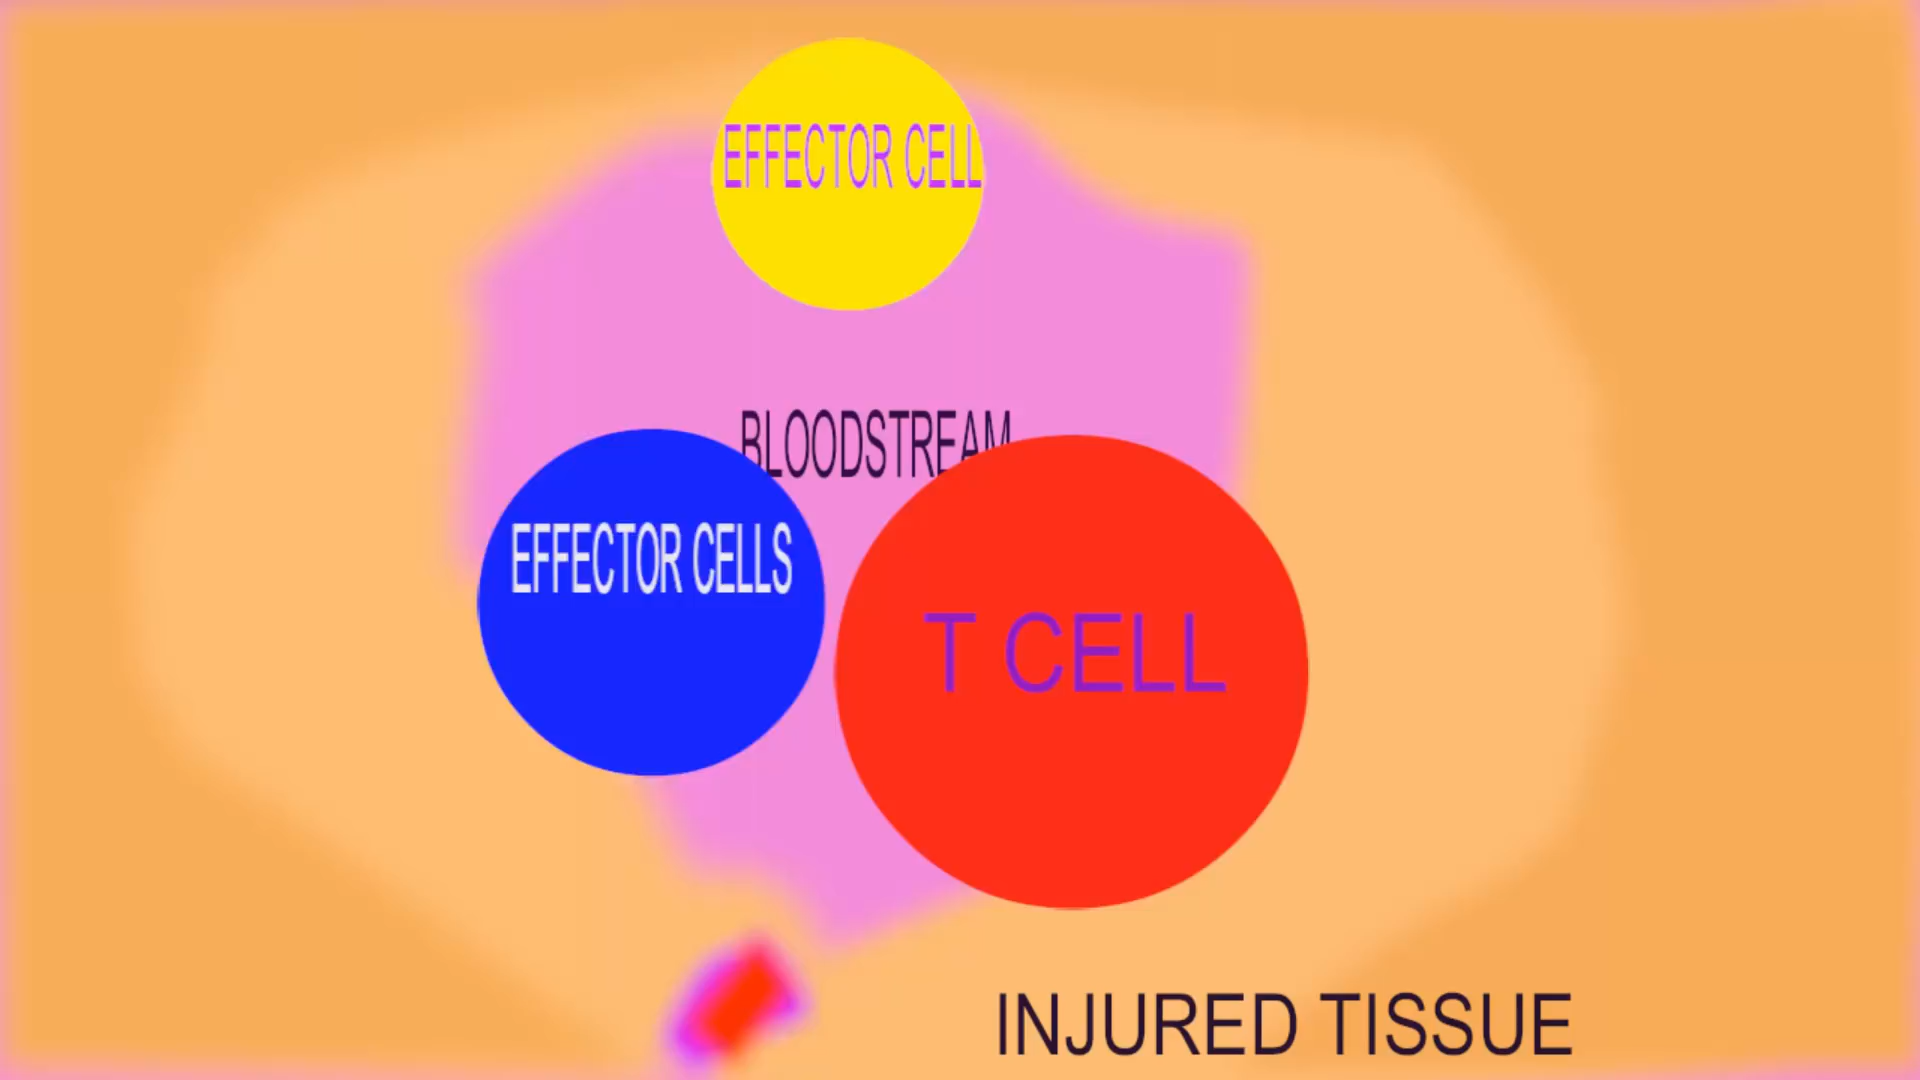 EFFECTOR CELL
BLOODSTREAM
EFFECTOR CELLS
T CELL
INJURED TISSUE